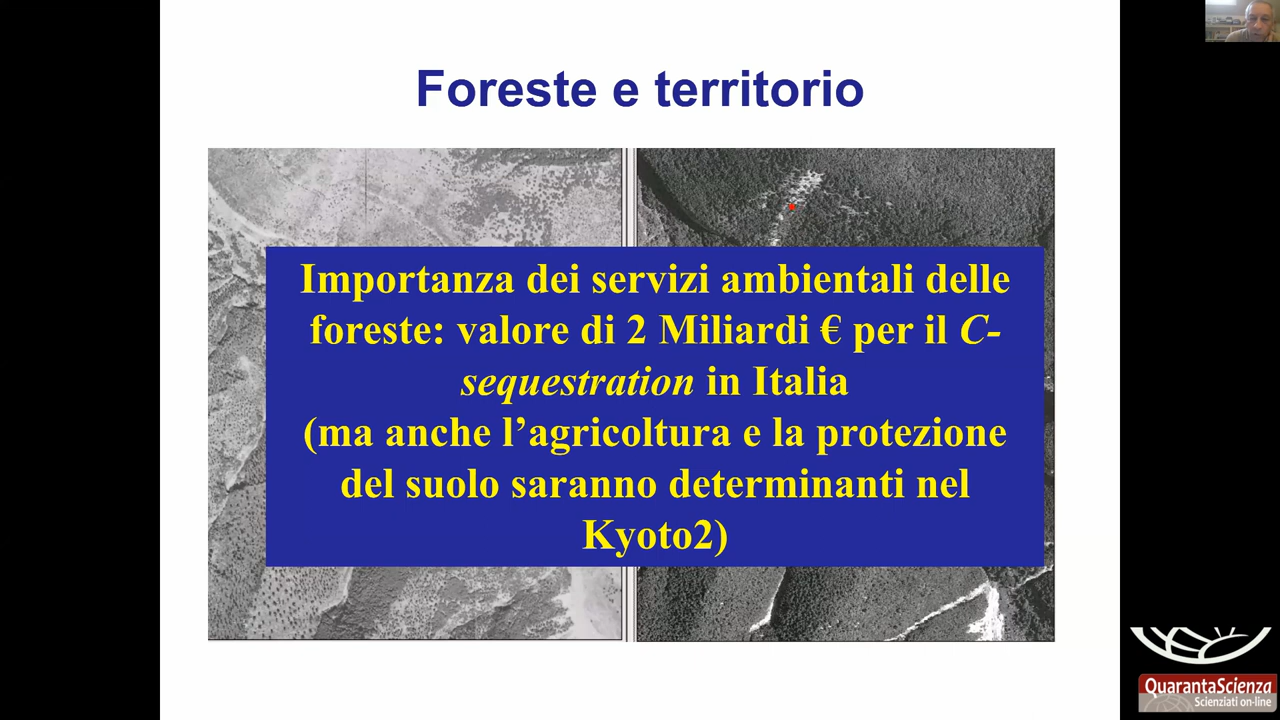 Foreste e territorio
Importanza dei servizi ambientali delle
foreste: valore di 2 Miliardi € per il C-
sequestration in Italia
(ma anche l’agricoltura e la protezione
del suolo saranno determinanti nel
Kyoto2)
QuarantaScienza
Scienziati on-line